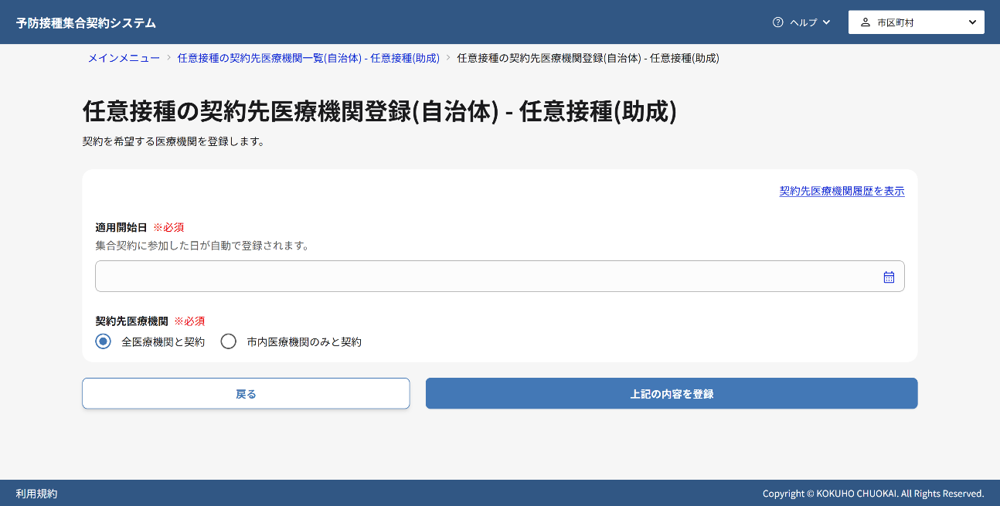 予防接種集合契約システム
ヘルプ
市区町村
メインメニュー > 任意接種の契約先医療機関一覧(自治体) - 任意接種(助成) > 任意接種の契約先医療機関登録(自治体) - 任意接種(助成)
任意接種の契約先医療機関登録(自治体) - 任意接種(助成)
契約を希望する医療機関を登録します。
契約先医療機関履歴を表示
適用開始日 ※必須
集合契約に参加した日が自動で登録されます。
契約先医療機関 ※必須
全医療機関と契約 市内医療機関のみと契約
戻る
上記の内容を登録
利用規約
Copyright © KOKUHO CHUOKAI. All Rights Reserved.